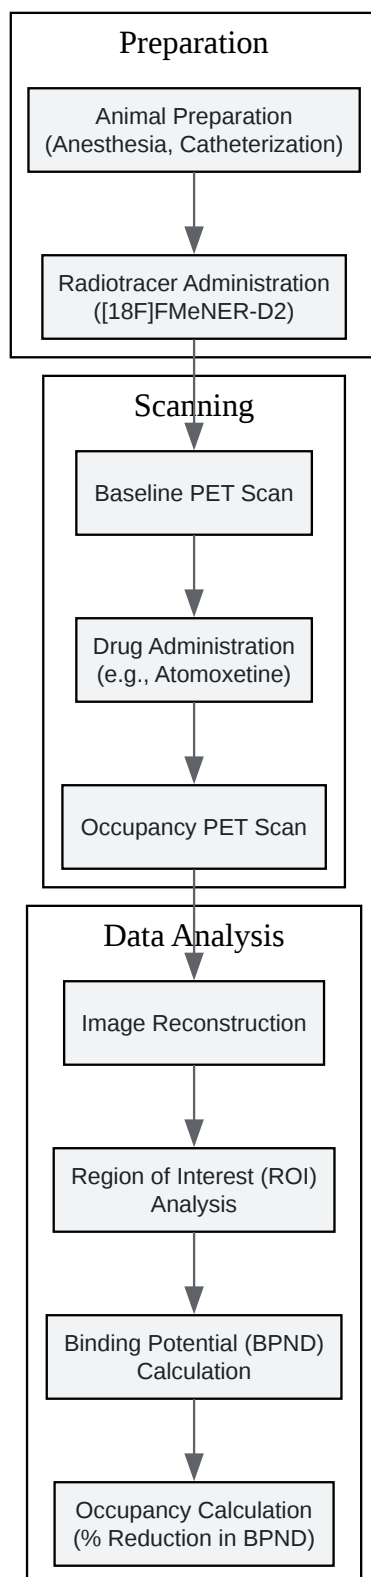 Preparation
Animal Preparation
(Anesthesia, Catheterization)
Radiotracer Administration
([18F]FMeNER-D2)
Scanning
Baseline PET Scan
Drug Administration
(e.g., Atomoxetine)
Occupancy PET Scan
Data Analysis
Image Reconstruction
Region of Interest (ROI)
Analysis
Binding Potential (BPND)
Calculation
Occupancy Calculation
(% Reduction in BPND)